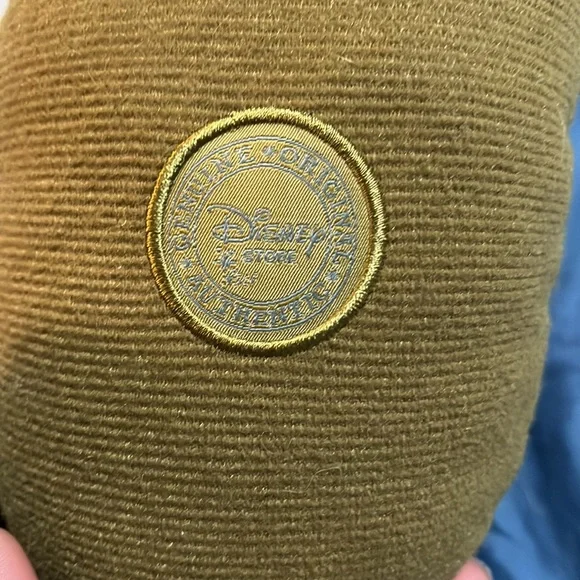 GENUINE ★ ORIGINAL ★ AUTHENTIC ★
Disney
STORE